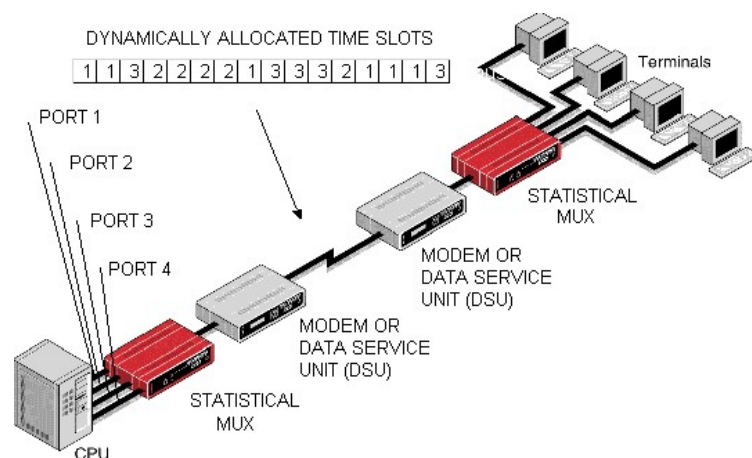 DYNAMICALLY ALLOCATED TIME SLOTS
1 1 3 2 2 2 2 1 3 3 3 2 1 1 1 3
Terminals
PORT 1
PORT 2
PORT 3
PORT 4
STATISTICAL
MUX
MODEM OR
DATA SERVICE
UNIT (DSU)
MODEM OR
DATA SERVICE
UNIT (DSU)
STATISTICAL
MUX
CPU